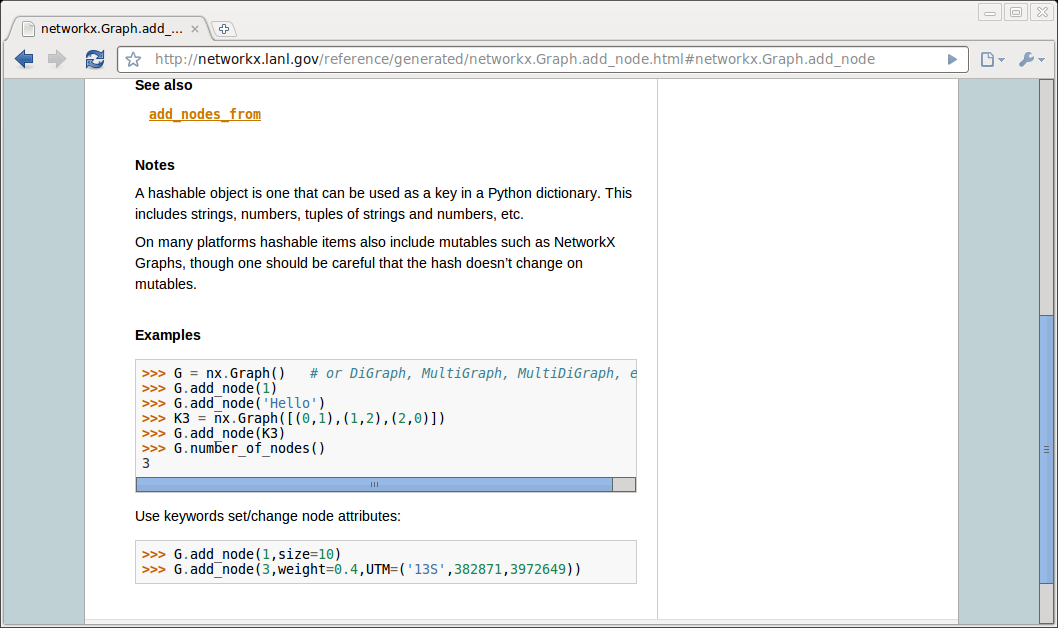 networkx.Graph.add_...
http://networkx.lanl.gov/reference/generated/networkx.Graph.add_node.html#networkx.Graph.add_node
See also
add_nodes_from
Notes
A hashable object is one that can be used as a key in a Python dictionary. This
includes strings, numbers, tuples of strings and numbers, etc.
On many platforms hashable items also include mutables such as NetworkX
Graphs, though one should be careful that the hash doesn’t change on
mutables.
Examples
>>> G = nx.Graph()   # or DiGraph, MultiGraph, MultiDiGraph, e
>>> G.add_node(1)
>>> G.add_node('Hello')
>>> K3 = nx.Graph([(0,1),(1,2),(2,0)])
>>> G.add_node(K3)
>>> G.number_of_nodes()
3
Use keywords set/change node attributes:
>>> G.add_node(1,size=10)
>>> G.add_node(3,weight=0.4,UTM=('13S',382871,3972649))